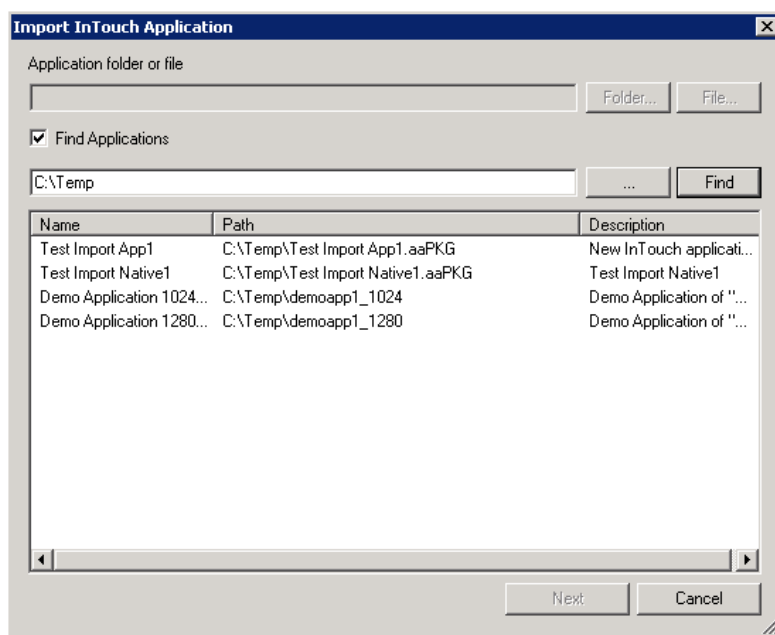 Import InTouch Application
Application folder or file
Folder... File...
Find Applications
C:\Temp ... Find
Name Path Description
Test Import App1 C:\Temp\Test Import App1.aaPKG New InTouch applicati...
Test Import Native1 C:\Temp\Test Import Native1.aaPKG Test Import Native1
Demo Application 1024... C:\Temp\demoapp1_1024 Demo Application of "...
Demo Application 1280... C:\Temp\demoapp1_1280 Demo Application of "...
Next Cancel